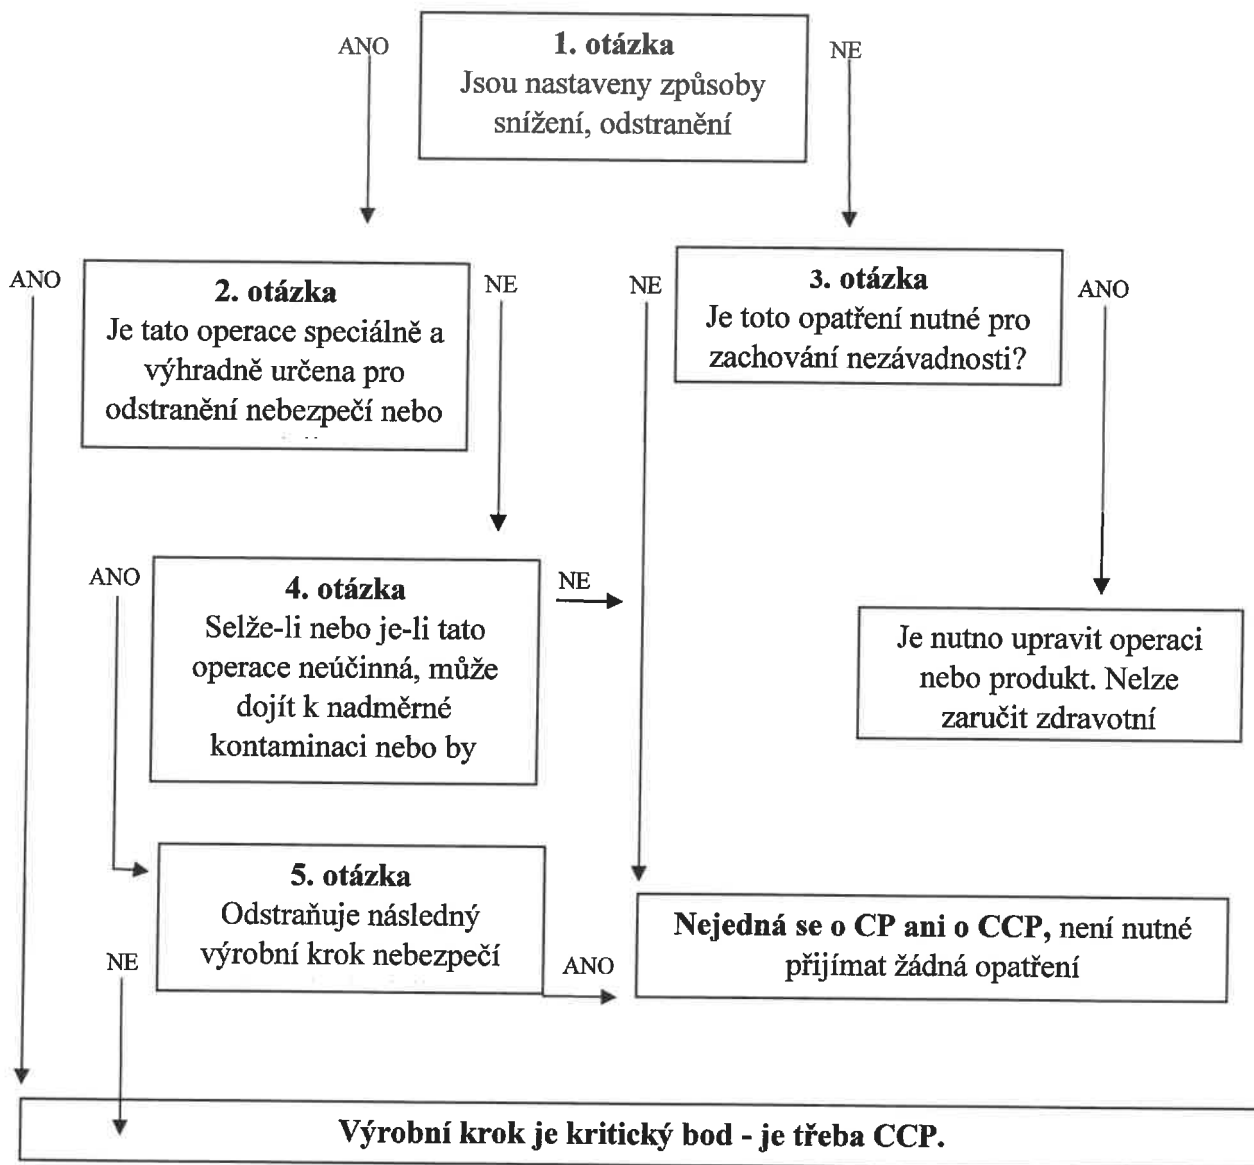 ANO
1. otázka
Jsou nastaveny způsoby
snížení, odstranění
NE
ANO
2. otázka
Je tato operace speciálně a
výhradně určena pro
odstranění nebezpečí nebo
NE
NE
3. otázka
Je toto opatření nutné pro
zachování nezávadnosti?
ANO
ANO
4. otázka
Selže-li nebo je-li tato
operace neúčinná, může
dojít k nadměrné
kontaminaci nebo by
NE
Je nutno upravit operaci
nebo produkt. Nelze
zaručit zdravotní
5. otázka
Odstraňuje následný
výrobní krok nebezpečí
NE
ANO
Nejedná se o CP ani o CCP, není nutné
přijímat žádná opatření
Výrobní krok je kritický bod - je třeba CCP.